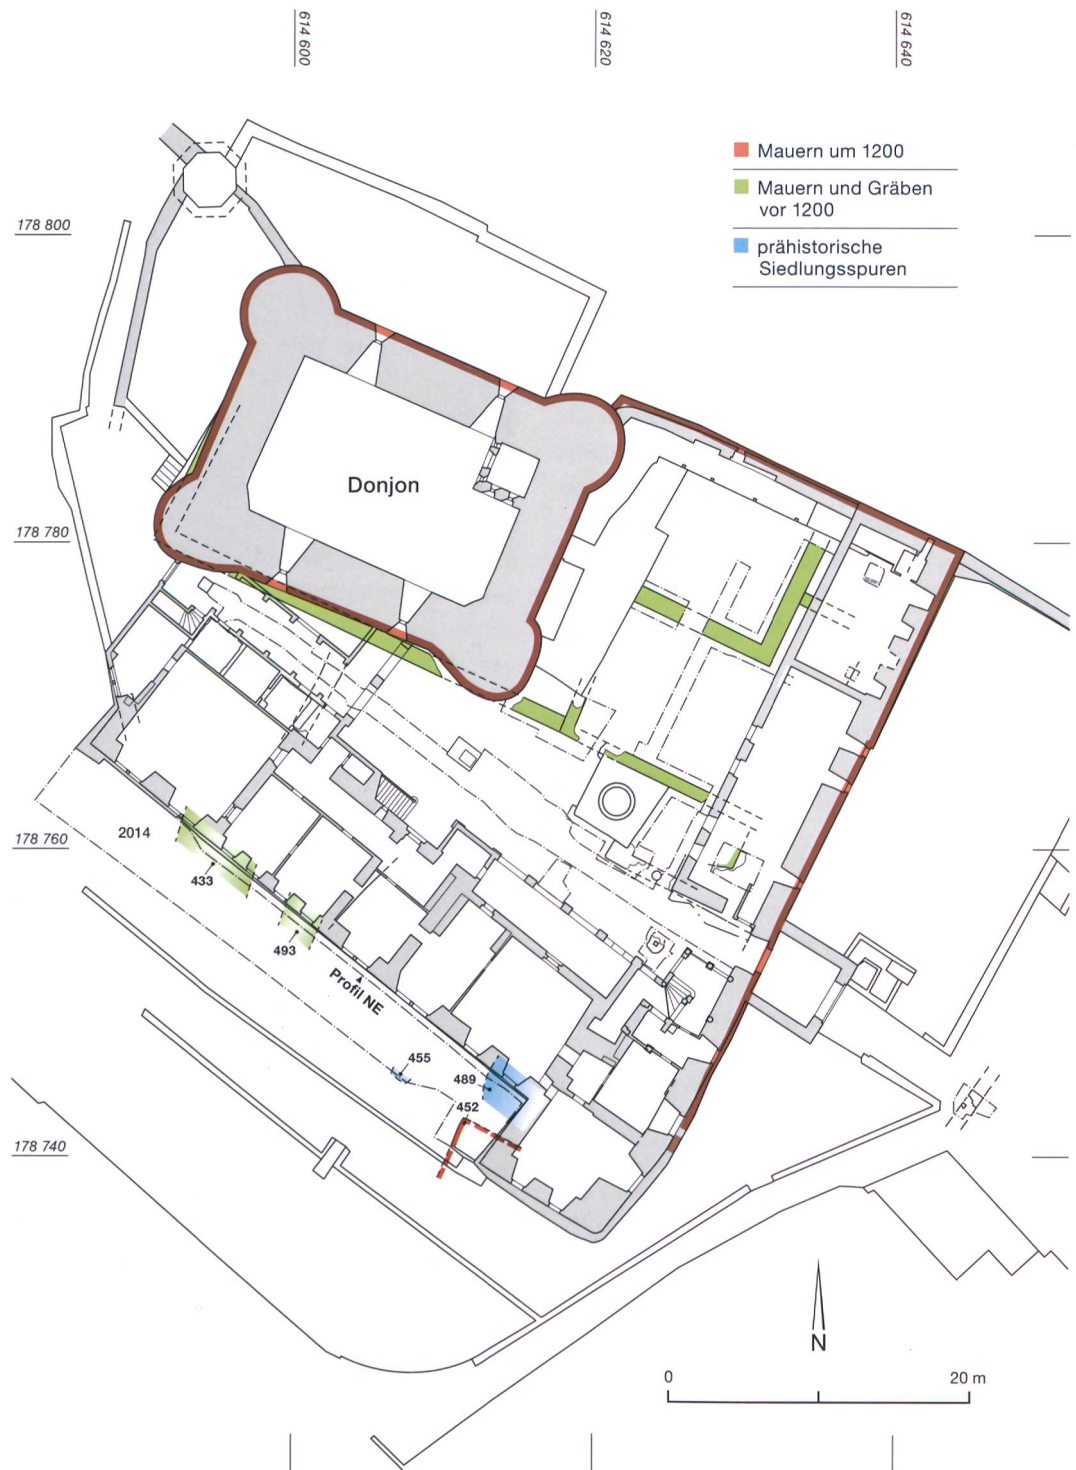 614 600
614 620
614 640
Mauern um 1200
Mauern und Gräben
vor 1200
prähistorische
Siedlungsspuren
178 800
Donjon
178 780
178 760
2014
433
493
Profil NE
455
489
452
178 740
N
0
20 m